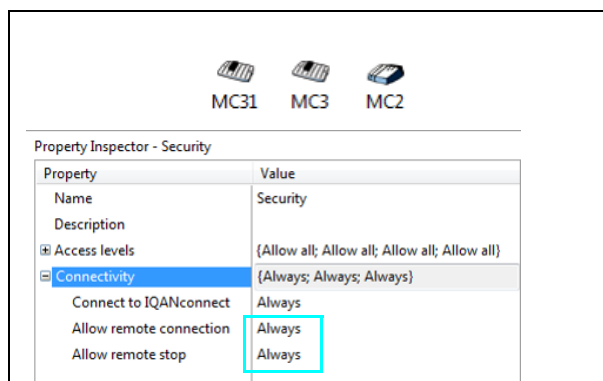 MC31 MC3 MC2
Property Inspector - Security
Property Value
Name Security
Description
Access levels {Allow all; Allow all; Allow all; Allow all}
Connectivity {Always; Always; Always}
Connect to IQANconnect Always
Allow remote connection Always
Allow remote stop Always